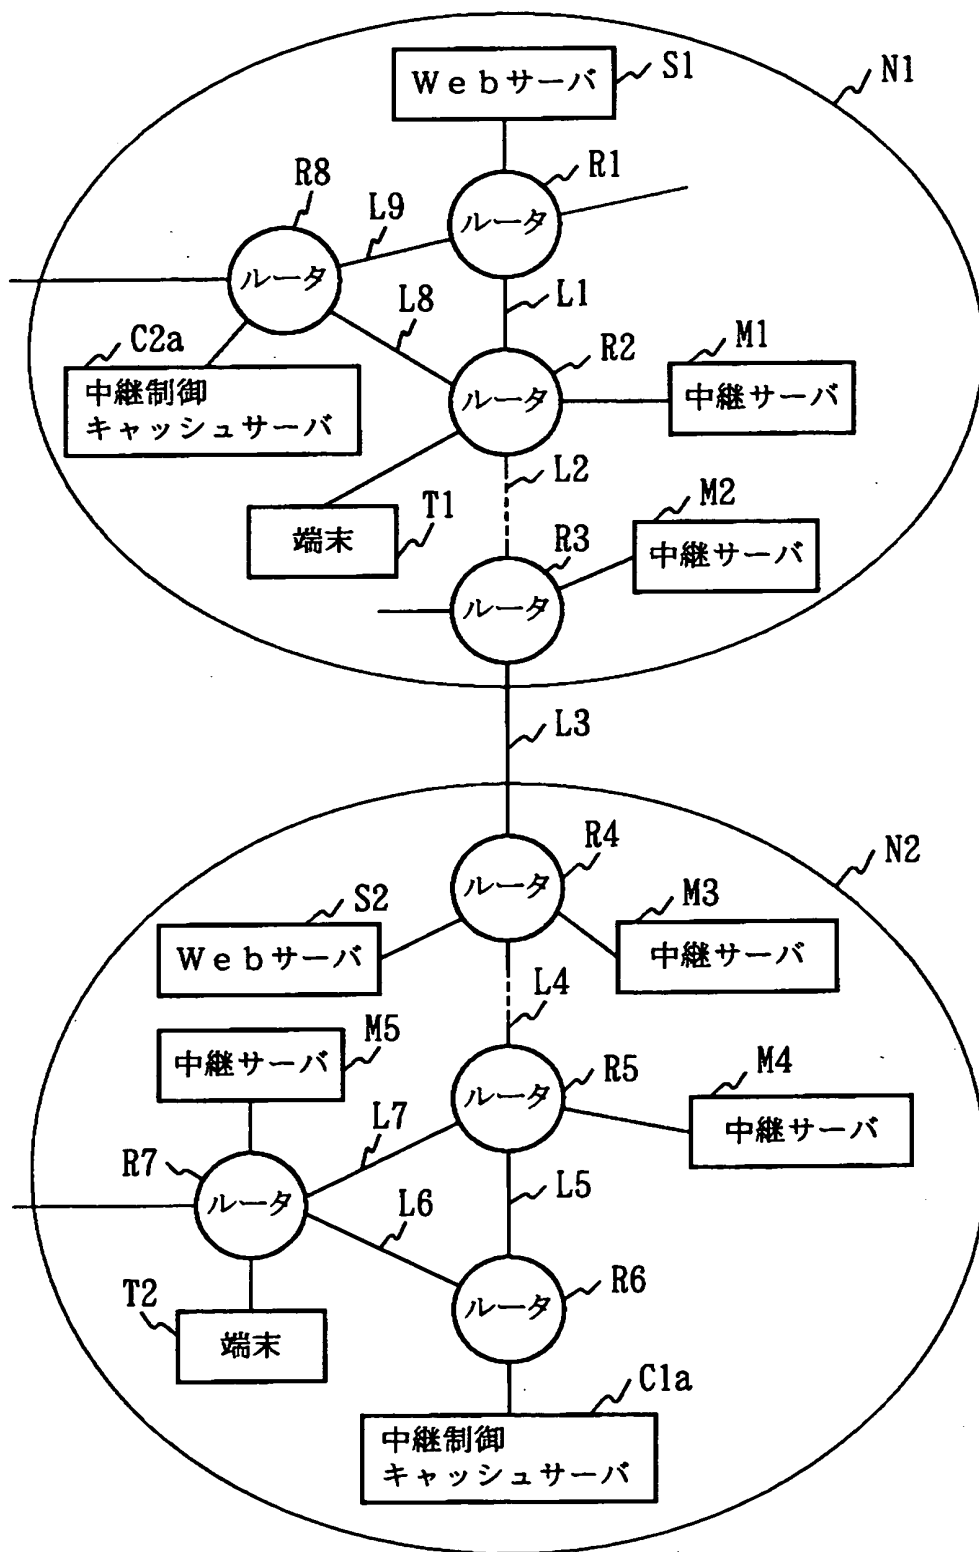 N1
S1
Ｗｅｂサーバ
R1
ルータ
R8
ルータ
L9
L1
L8
C2a
中継制御
キャッシュサーバ
R2
ルータ
M1
中継サーバ
L2
T1
端末
M2
中継サーバ
R3
ルータ
L3
N2
R4
ルータ
S2
Ｗｅｂサーバ
M3
中継サーバ
L4
M5
中継サーバ
R5
ルータ
M4
中継サーバ
L7
R7
ルータ
L5
L6
T2
端末
R6
ルータ
C1a
中継制御
キャッシュサーバ